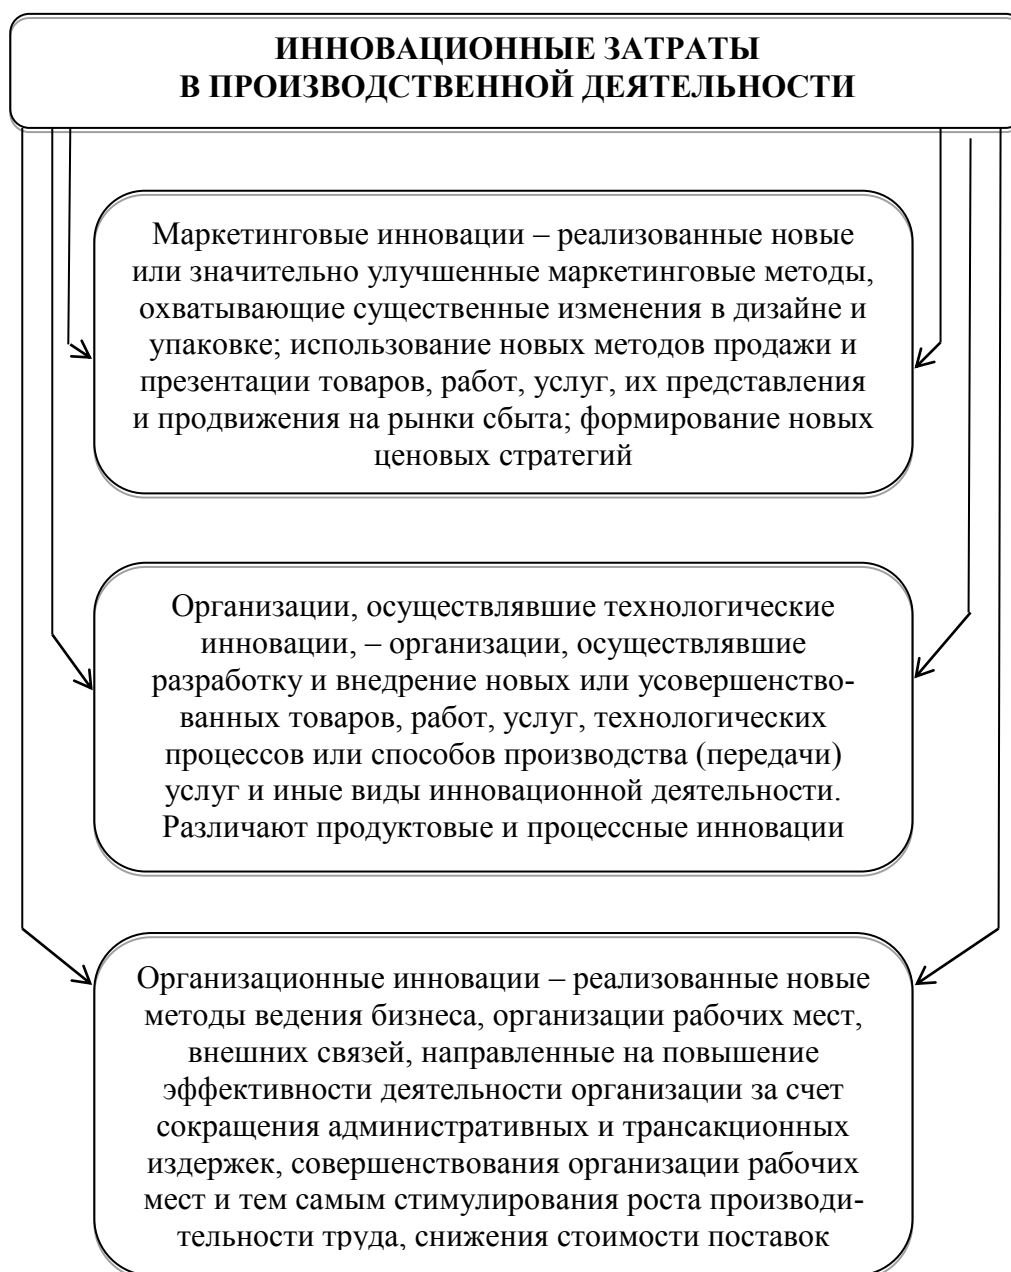 ИННОВАЦИОННЫЕ ЗАТРАТЫ
В ПРОИЗВОДСТВЕННОЙ ДЕЯТЕЛЬНОСТИ
Маркетинговые инновации – реализованные новые
или значительно улучшенные маркетинговые методы,
охватывающие существенные изменения в дизайне и
упаковке; использование новых методов продажи и
презентации товаров, работ, услуг, их представления
и продвижения на рынки сбыта; формирование новых
ценовых стратегий
Организации, осуществлявшие технологические
инновации, – организации, осуществлявшие
разработку и внедрение новых или усовершенство-
ванных товаров, работ, услуг, технологических
процессов или способов производства (передачи)
услуг и иные виды инновационной деятельности.
Различают продуктовые и процессные инновации
Организационные инновации – реализованные новые
методы ведения бизнеса, организации рабочих мест,
внешних связей, направленные на повышение
эффективности деятельности организации за счет
сокращения административных и трансакционных
издержек, совершенствования организации рабочих
мест и тем самым стимулирования роста производи-
тельности труда, снижения стоимости поставок